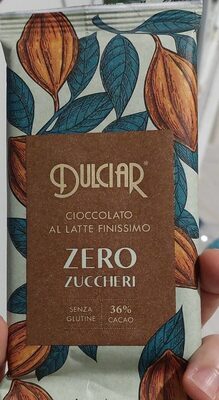 DULCIAR®
CIOCCOLATO
AL LATTE FINISSIMO
ZERO
ZUCCHERI
SENZA
GLUTINE
36%
CACAO